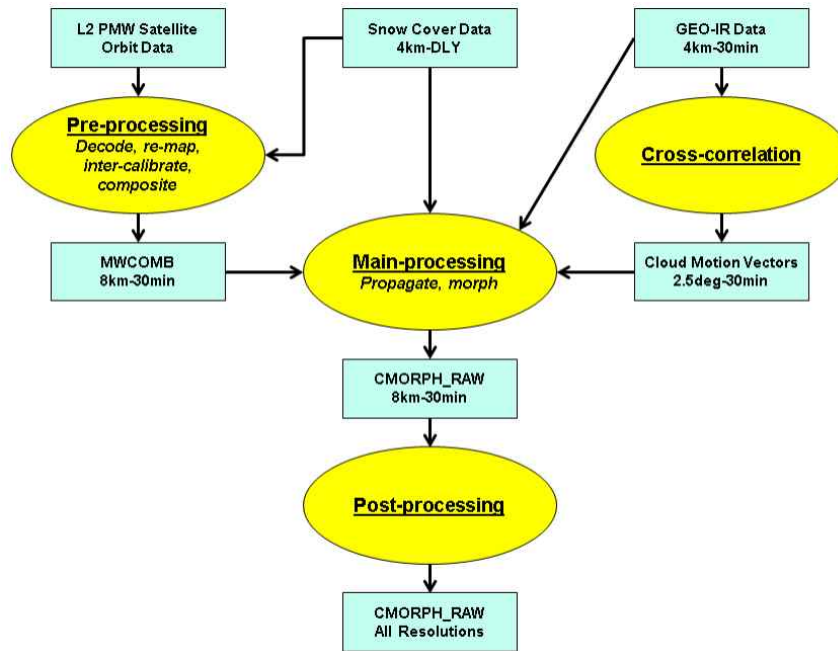 L2 PMW Satellite
Orbit Data
Snow Cover Data
4km-DLY
GEO-IR Data
4km-30min
Pre-processing
Decode, re-map,
inter-calibrate,
composite
Cross-correlation
MWCOMB
8km-30min
Main-processing
Propagate, morph
Cloud Motion Vectors
2.5deg-30min
CMORPH_RAW
8km-30min
Post-processing
CMORPH_RAW
All Resolutions